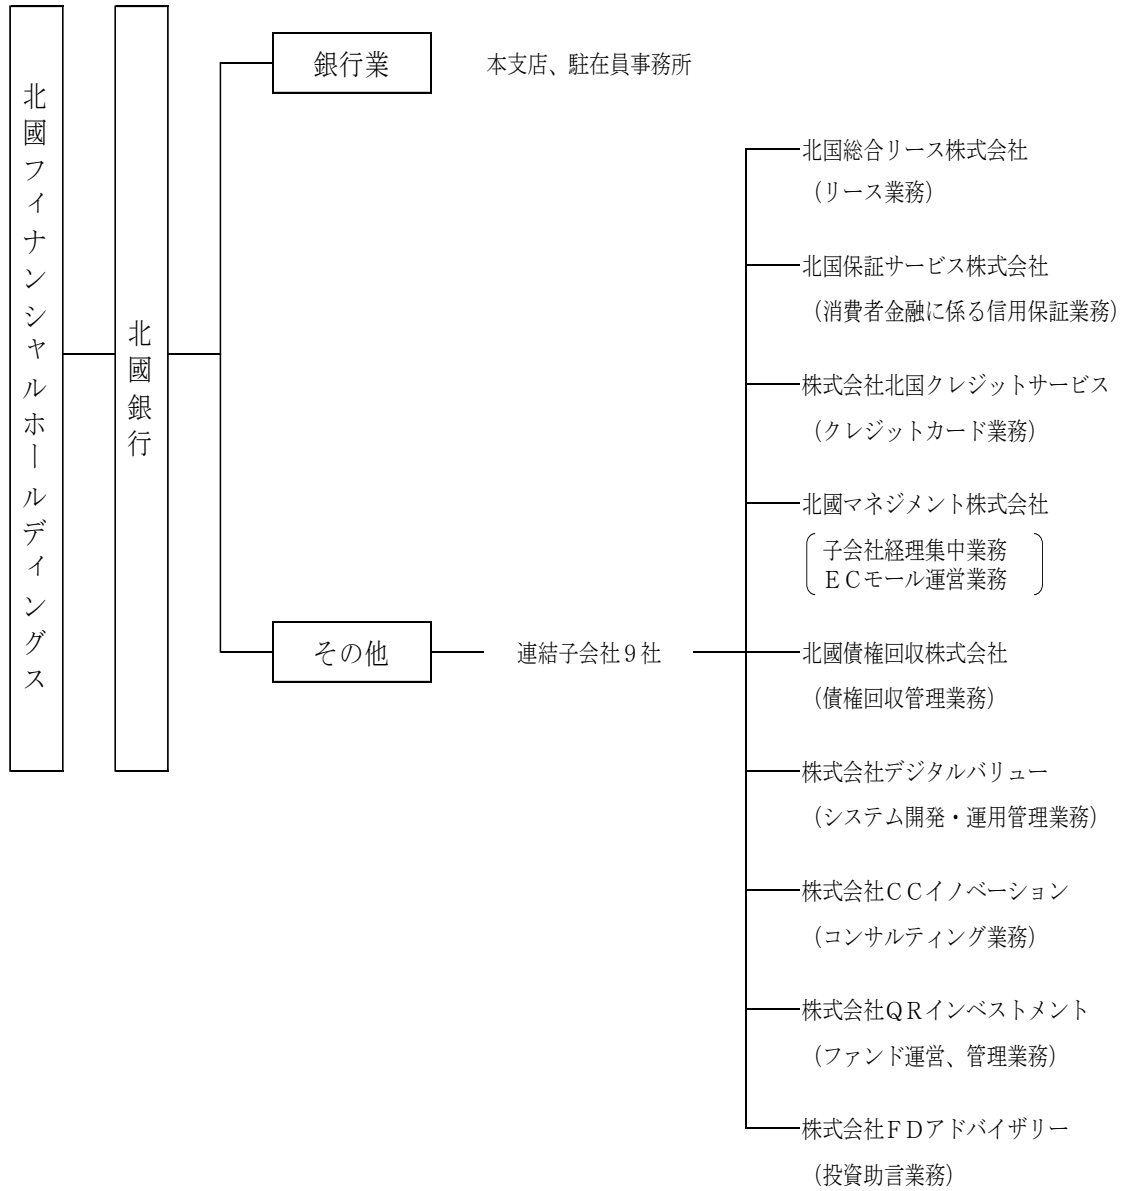 北國フィナンシャルホールディングス
北國銀行
銀行業
本支店、駐在員事務所
その他
連結子会社９社
北国総合リース株式会社
（リース業務）
北国保証サービス株式会社
（消費者金融に係る信用保証業務）
株式会社北国クレジットサービス
（クレジットカード業務）
北國マネジメント株式会社
子会社経理集中業務
ＥＣモール運営業務
北國債権回収株式会社
（債権回収管理業務）
株式会社デジタルバリュー
（システム開発・運用管理業務）
株式会社ＣＣイノベーション
（コンサルティング業務）
株式会社ＱＲインベストメント
（ファンド運営、管理業務）
株式会社ＦＤアドバイザリー
（投資助言業務）